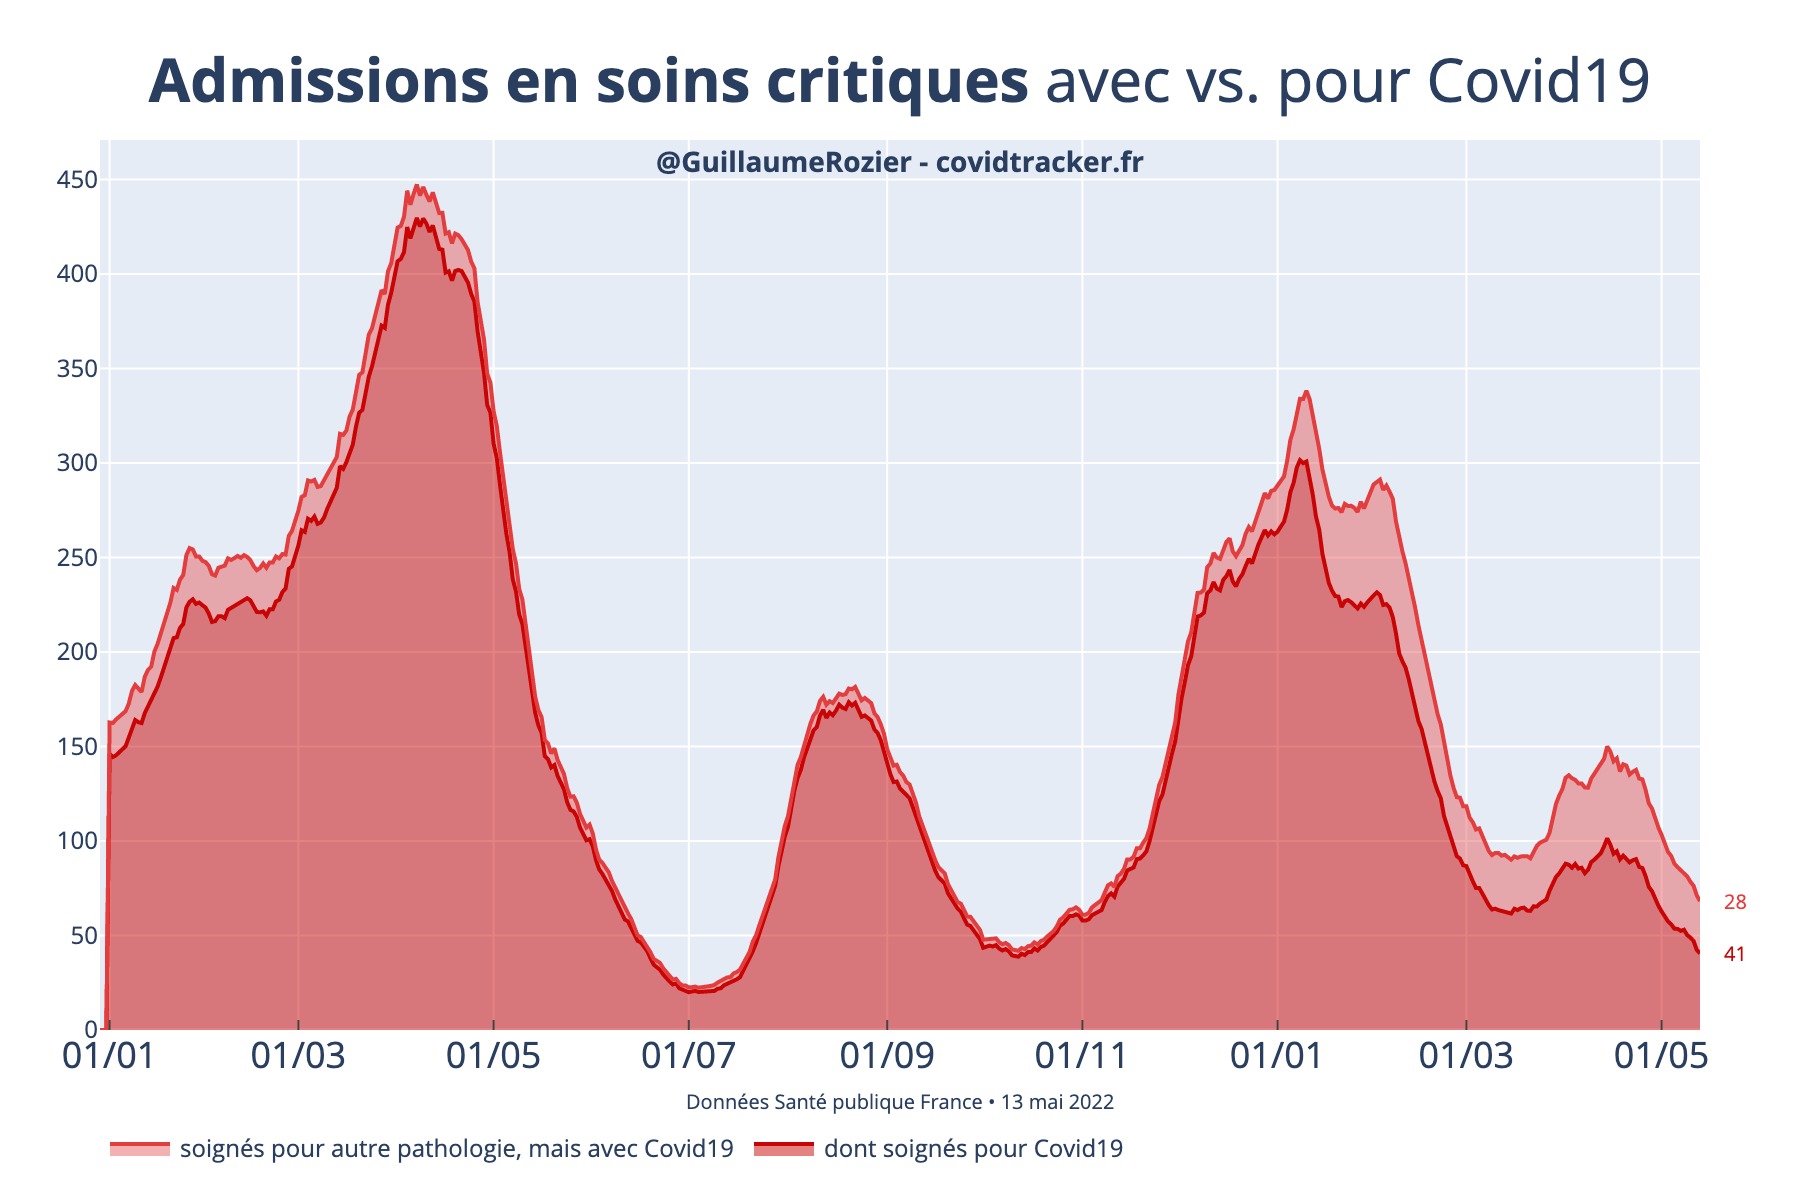 Admissions en soins critiques avec vs. pour Covid19
@GuillaumeRozier - covidtracker.fr
450
400
350
300
250
200
150
100
50
0
28
41
01/01 01/03 01/05 01/07 01/09 01/11 01/01 01/03 01/05
Données Santé publique France • 13 mai 2022
soignés pour autre pathologie, mais avec Covid19 dont soignés pour Covid19